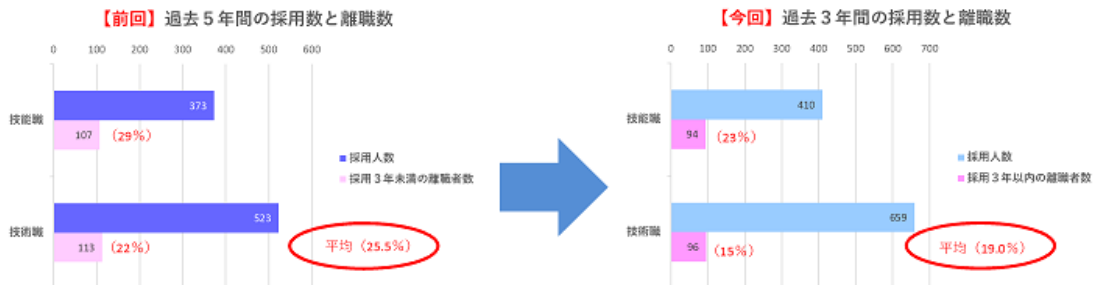 【前回】過去５年間の採用数と離職数
0 100 200 300 400 500 600
技能職
373
107 （29%）
採用人数
採用３年未満の離職者数
技術職
523
113 （22%）
平均（25.5%）
【今回】過去３年間の採用数と離職数
0 100 200 300 400 500 600 700
技能職
410
94 （23%）
採用人数
採用３年以内の離職者数
技術職
659
96 （15%）
平均（19.0%）